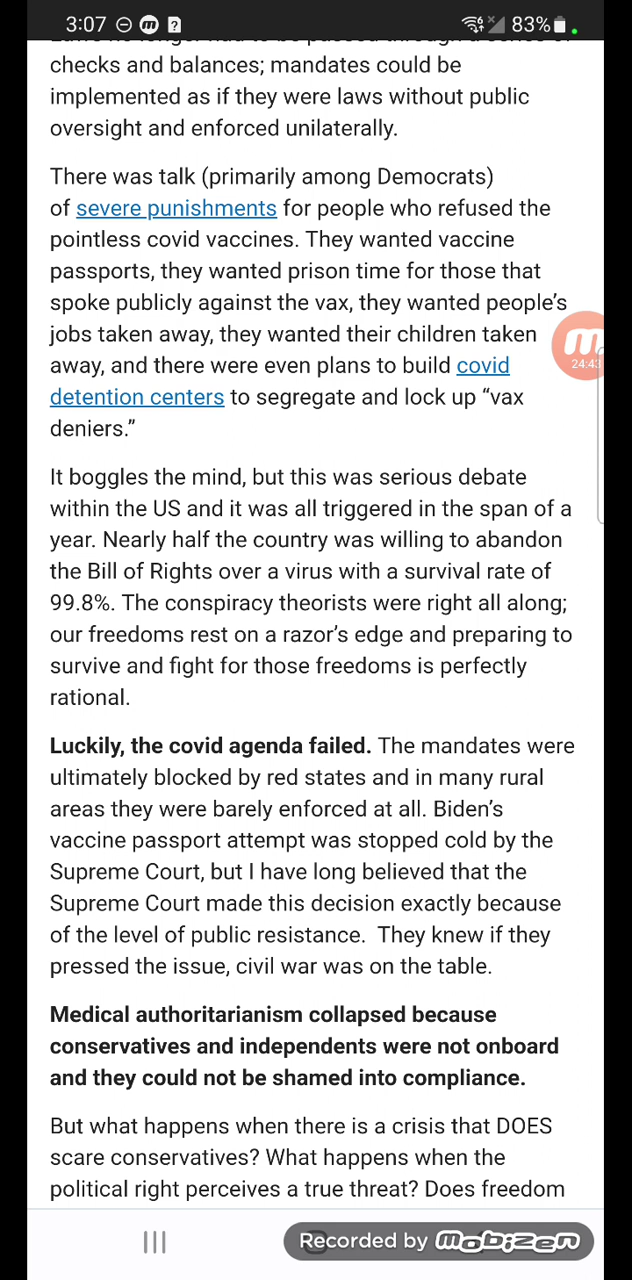 3:07
83%
checks and balances; mandates could be
implemented as if they were laws without public
oversight and enforced unilaterally.
There was talk (primarily among Democrats)
of severe punishments for people who refused the
pointless covid vaccines. They wanted vaccine
passports, they wanted prison time for those that
spoke publicly against the vax, they wanted people’s
jobs taken away, they wanted their children taken
away, and there were even plans to build covid
detention centers to segregate and lock up “vax
deniers.”
24:43
It boggles the mind, but this was serious debate
within the US and it was all triggered in the span of a
year. Nearly half the country was willing to abandon
the Bill of Rights over a virus with a survival rate of
99.8%. The conspiracy theorists were right all along;
our freedoms rest on a razor’s edge and preparing to
survive and fight for those freedoms is perfectly
rational.
Luckily, the covid agenda failed. The mandates were
ultimately blocked by red states and in many rural
areas they were barely enforced at all. Biden’s
vaccine passport attempt was stopped cold by the
Supreme Court, but I have long believed that the
Supreme Court made this decision exactly because
of the level of public resistance.  They knew if they
pressed the issue, civil war was on the table.
Medical authoritarianism collapsed because
conservatives and independents were not onboard
and they could not be shamed into compliance.
But what happens when there is a crisis that DOES
scare conservatives? What happens when the
political right perceives a true threat? Does freedom
Recorded by mobizen